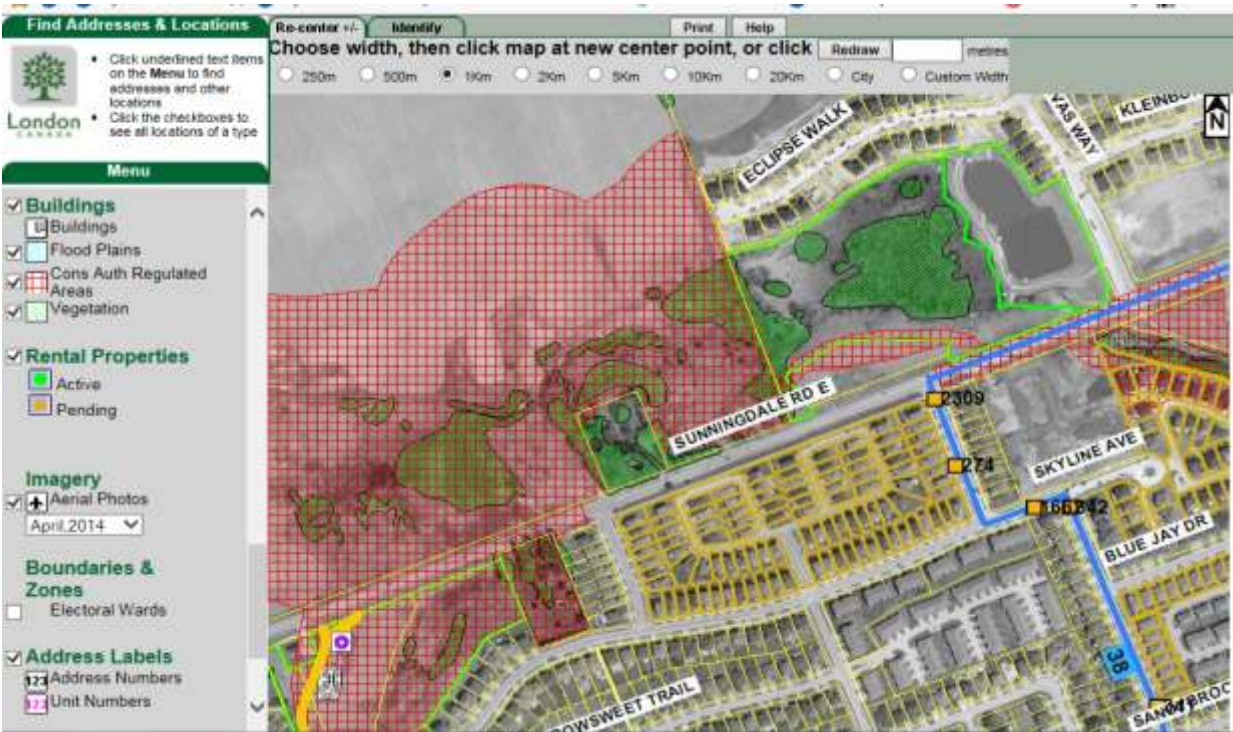 Find Addresses & Locations
Click underlined text items
on the Menu to find
addresses and other
locations
Click the checkboxes to
see all locations of a type
London
CANADA
Menu
Buildings
Buildings
Flood Plains
Cons Auth Regulated
Areas
Vegetation
Rental Properties
Active
Pending
Imagery
Aerial Photos
April,2014
Boundaries &
Zones
Electoral Wards
Address Labels
123 Address Numbers
123 Unit Numbers
Re-center +/-
Identify
Print
Help
Choose width, then click map at new center point, or click
Redraw
metres
250m
500m
1Km
2Km
5Km
10Km
20Km
City
Custom Width
N
ECLIPSE WALK
VAS WAY
KLEINBU
SUNNINGDALE RD E
2309
274
SKYLINE AVE
BLUE JAY DR
38
OWSWEET TRAIL